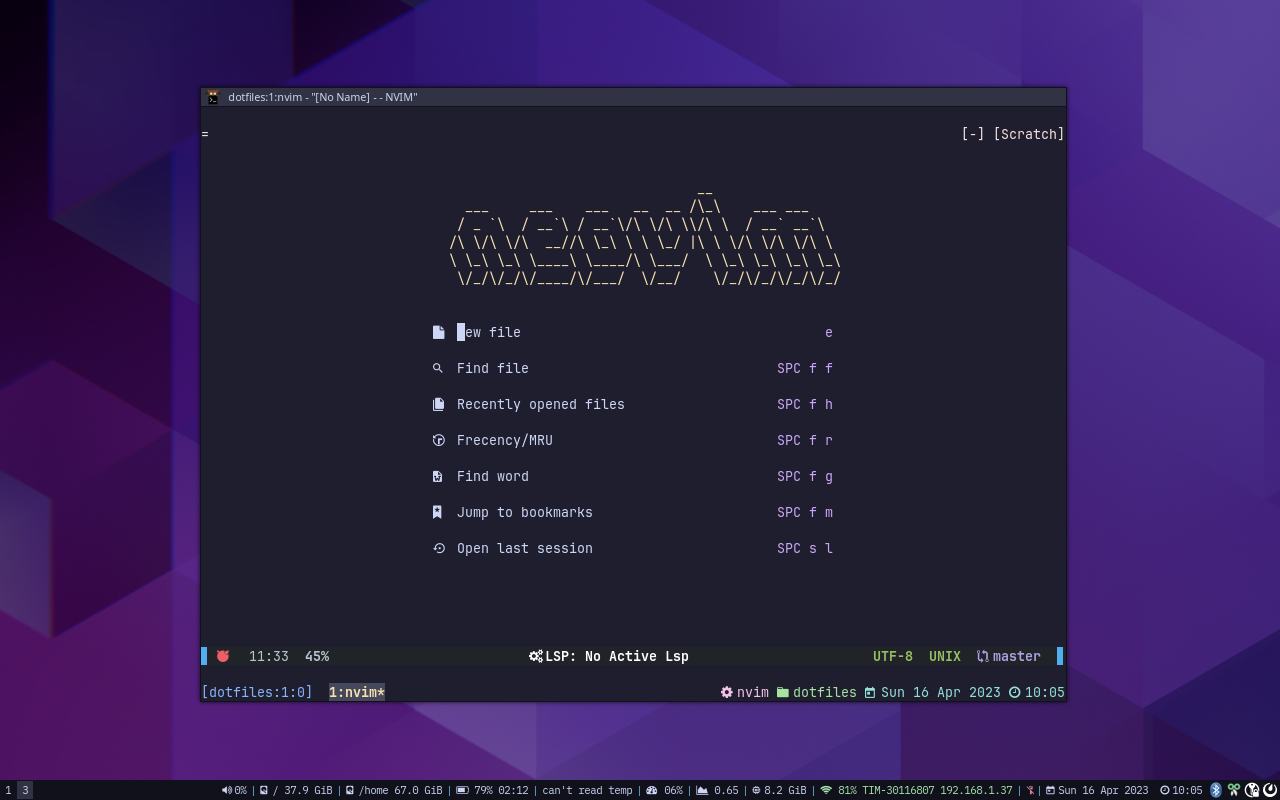 dotfiles:1:nvim - "[No Name] - - NVIM"
= [-] [Scratch]
neovim
ew file e
Find file SPC f f
Recently opened files SPC f h
Frecency/MRU SPC f r
Find word SPC f g
Jump to bookmarks SPC f m
Open last session SPC s l
11:33 45% LSP: No Active Lsp UTF-8 UNIX master
[dotfiles:1:0] 1:nvim* nvim dotfiles Sun 16 Apr 2023 10:05
1 3 0% | / 37.9 GiB | /home 67.0 GiB | 79% 02:12 | can't read temp | 06% | 0.65 | 8.2 GiB | 81% TIM-30116807 192.168.1.37 | | Sun 16 Apr 2023 10:05